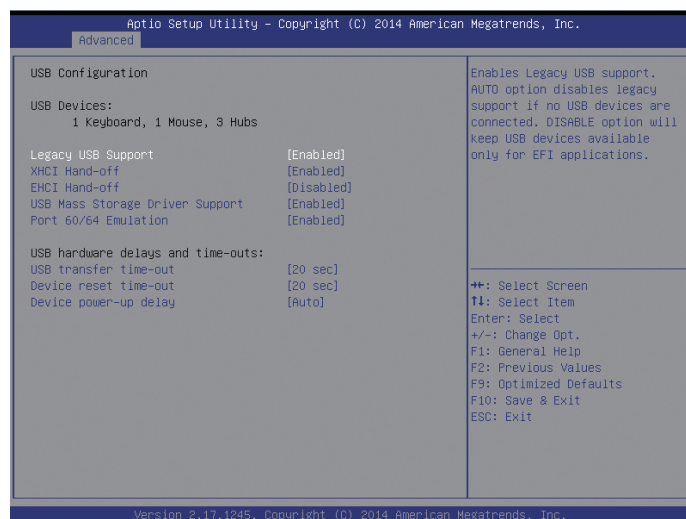 Aptio Setup Utility – Copyright (C) 2014 American Megatrends, Inc.
Advanced
USB Configuration
USB Devices:
1 Keyboard, 1 Mouse, 3 Hubs
Legacy USB Support [Enabled]
XHCI Hand-off [Enabled]
EHCI Hand-off [Disabled]
USB Mass Storage Driver Support [Enabled]
Port 60/64 Emulation [Enabled]
USB hardware delays and time-outs:
USB transfer time-out [20 sec]
Device reset time-out [20 sec]
Device power-up delay [Auto]
Enables Legacy USB support.
AUTO option disables legacy
support if no USB devices are
connected. DISABLE option will
keep USB devices available
only for EFI applications.
→←: Select Screen
↑↓: Select Item
Enter: Select
+/-: Change Opt.
F1: General Help
F2: Previous Values
F9: Optimized Defaults
F10: Save & Exit
ESC: Exit
Version 2.17.1245. Copyright (C) 2014 American Megatrends, Inc.